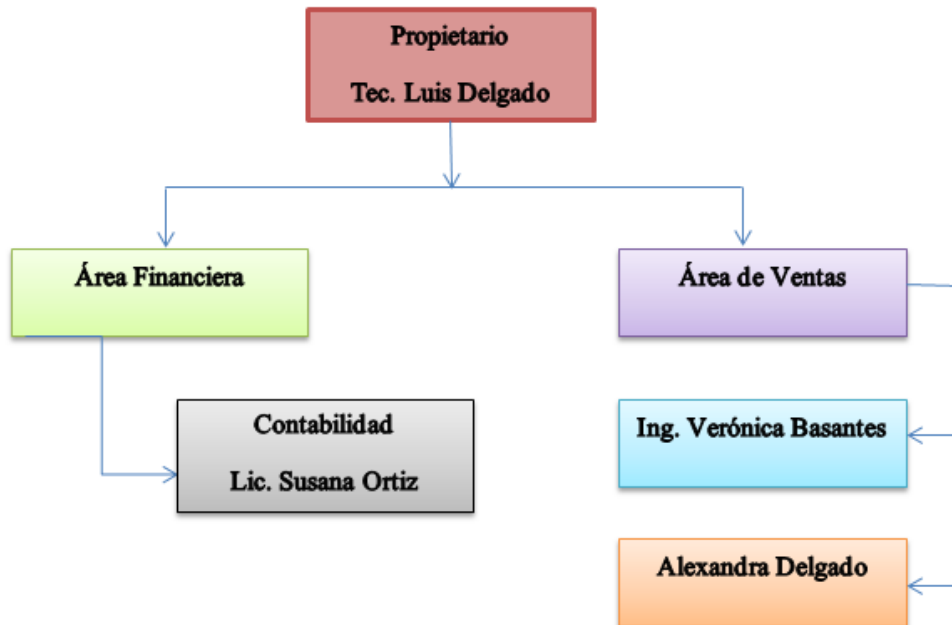 Propietario
Tec. Luis Delgado
Área Financiera
Área de Ventas
Contabilidad
Lic. Susana Ortiz
Ing. Verónica Basantes
Alexandra Delgado